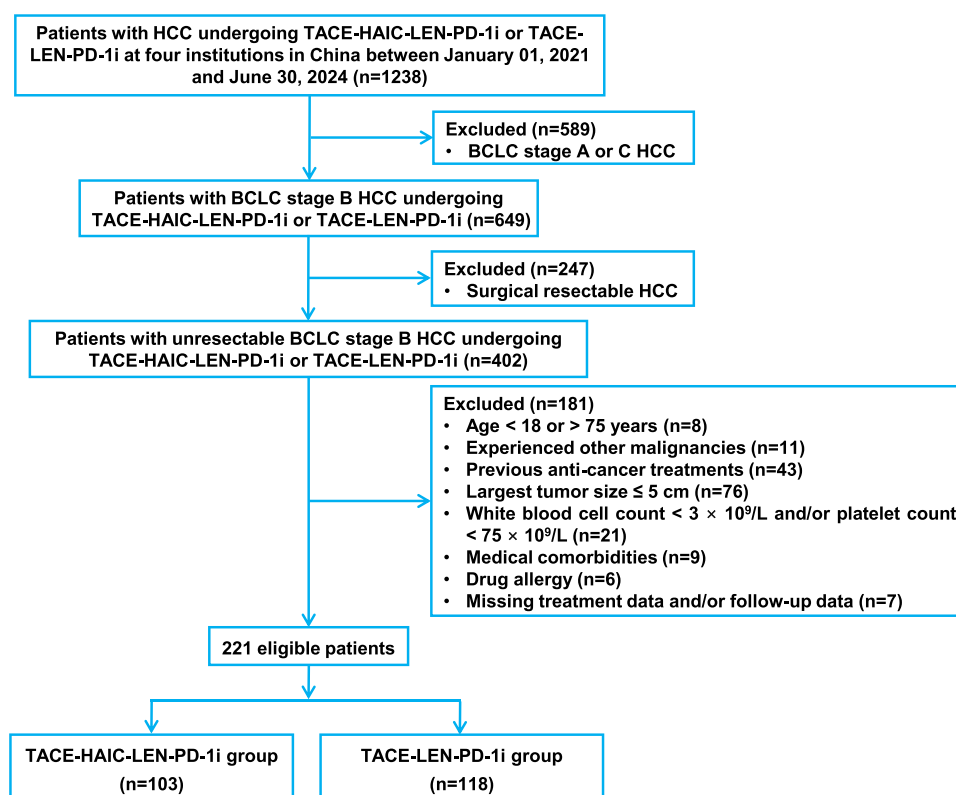 Patients with HCC undergoing TACE-HAIC-LEN-PD-1i or TACE-
LEN-PD-1i at four institutions in China between January 01, 2021
and June 30, 2024 (n=1238)
Excluded (n=589)
• BCLC stage A or C HCC
Patients with BCLC stage B HCC undergoing
TACE-HAIC-LEN-PD-1i or TACE-LEN-PD-1i (n=649)
Excluded (n=247)
• Surgical resectable HCC
Patients with unresectable BCLC stage B HCC undergoing
TACE-HAIC-LEN-PD-1i or TACE-LEN-PD-1i (n=402)
Excluded (n=181)
• Age < 18 or > 75 years (n=8)
• Experienced other malignancies (n=11)
• Previous anti-cancer treatments (n=43)
• Largest tumor size ≤ 5 cm (n=76)
• White blood cell count < 3 × 10⁹/L and/or platelet count
< 75 × 10⁹/L (n=21)
• Medical comorbidities (n=9)
• Drug allergy (n=6)
• Missing treatment data and/or follow-up data (n=7)
221 eligible patients
TACE-HAIC-LEN-PD-1i group
(n=103)
TACE-LEN-PD-1i group
(n=118)